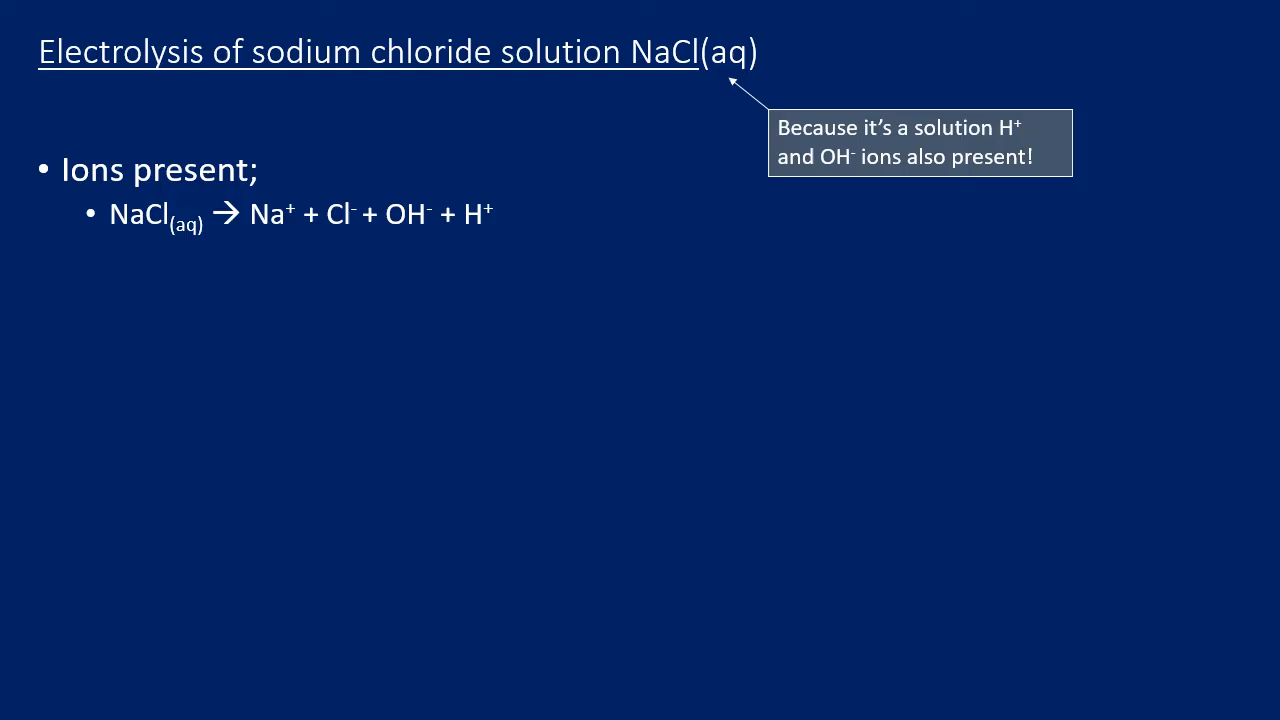 Electrolysis of sodium chloride solution NaCl(aq)
Because it’s a solution H⁺
and OH⁻ ions also present!
• Ions present;
• NaCl₍aq₎ → Na⁺ + Cl⁻ + OH⁻ + H⁺